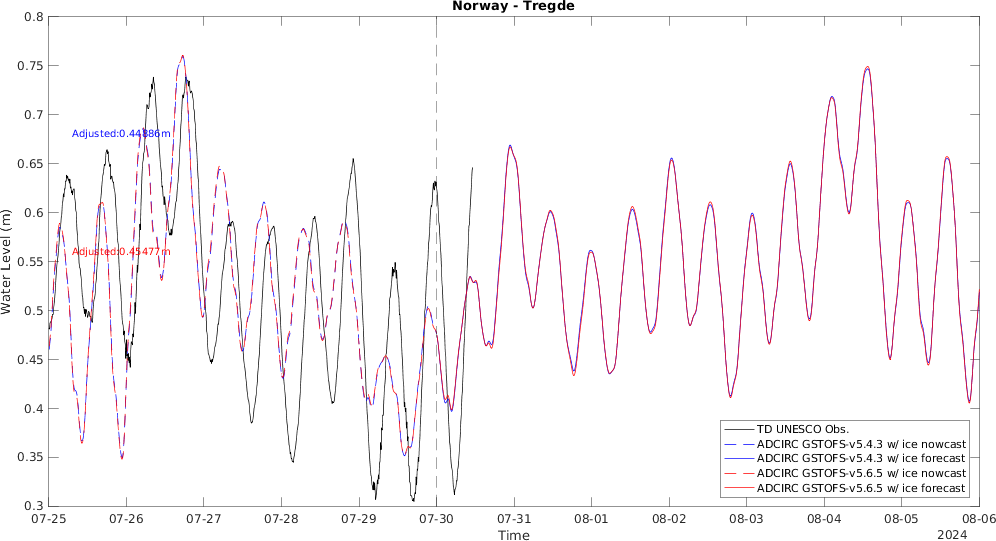 Norway - Tregde
0.8
0.75
0.7
0.65
0.6
0.55
0.5
0.45
0.4
0.35
0.3
Water Level (m)
Adjusted:0.44886m
Adjusted:0.45477m
TD UNESCO Obs.
ADCIRC GSTOFS-v5.4.3 w/ ice nowcast
ADCIRC GSTOFS-v5.4.3 w/ ice forecast
ADCIRC GSTOFS-v5.6.5 w/ ice nowcast
ADCIRC GSTOFS-v5.6.5 w/ ice forecast
07-25 07-26 07-27 07-28 07-29 07-30 07-31 08-01 08-02 08-03 08-04 08-05 08-06
Time
2024